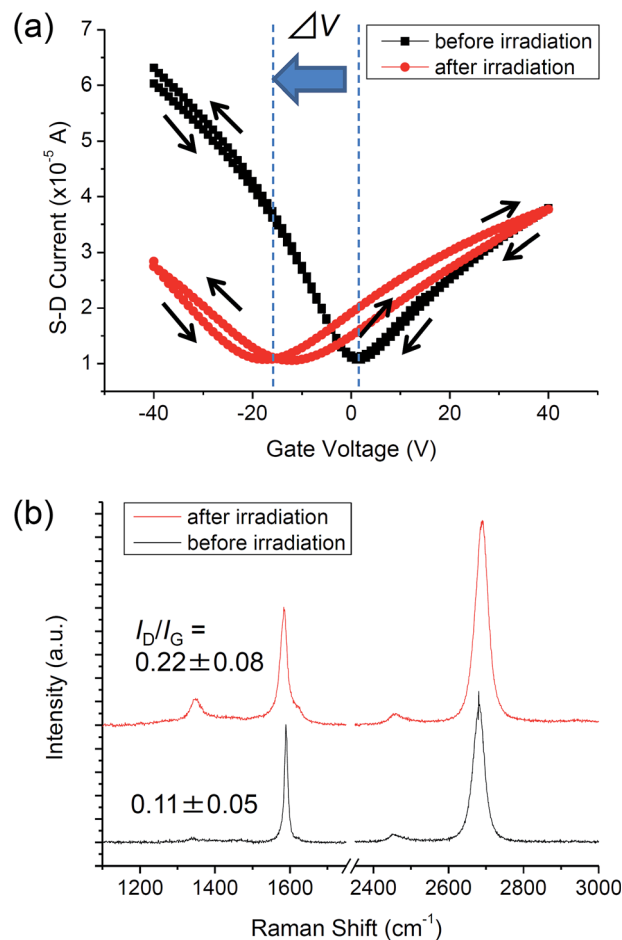 (a)
⊿V
before irradiation
after irradiation
S-D Current (x10⁻⁵ A)
7
6
5
4
3
2
1
-40 -20 0 20 40
Gate Voltage (V)
(b)
after irradiation
before irradiation
I_D/I_G =
0.22±0.08
0.11±0.05
Intensity (a.u.)
1200 1400 1600 2400 2600 2800 3000
Raman Shift (cm⁻¹)